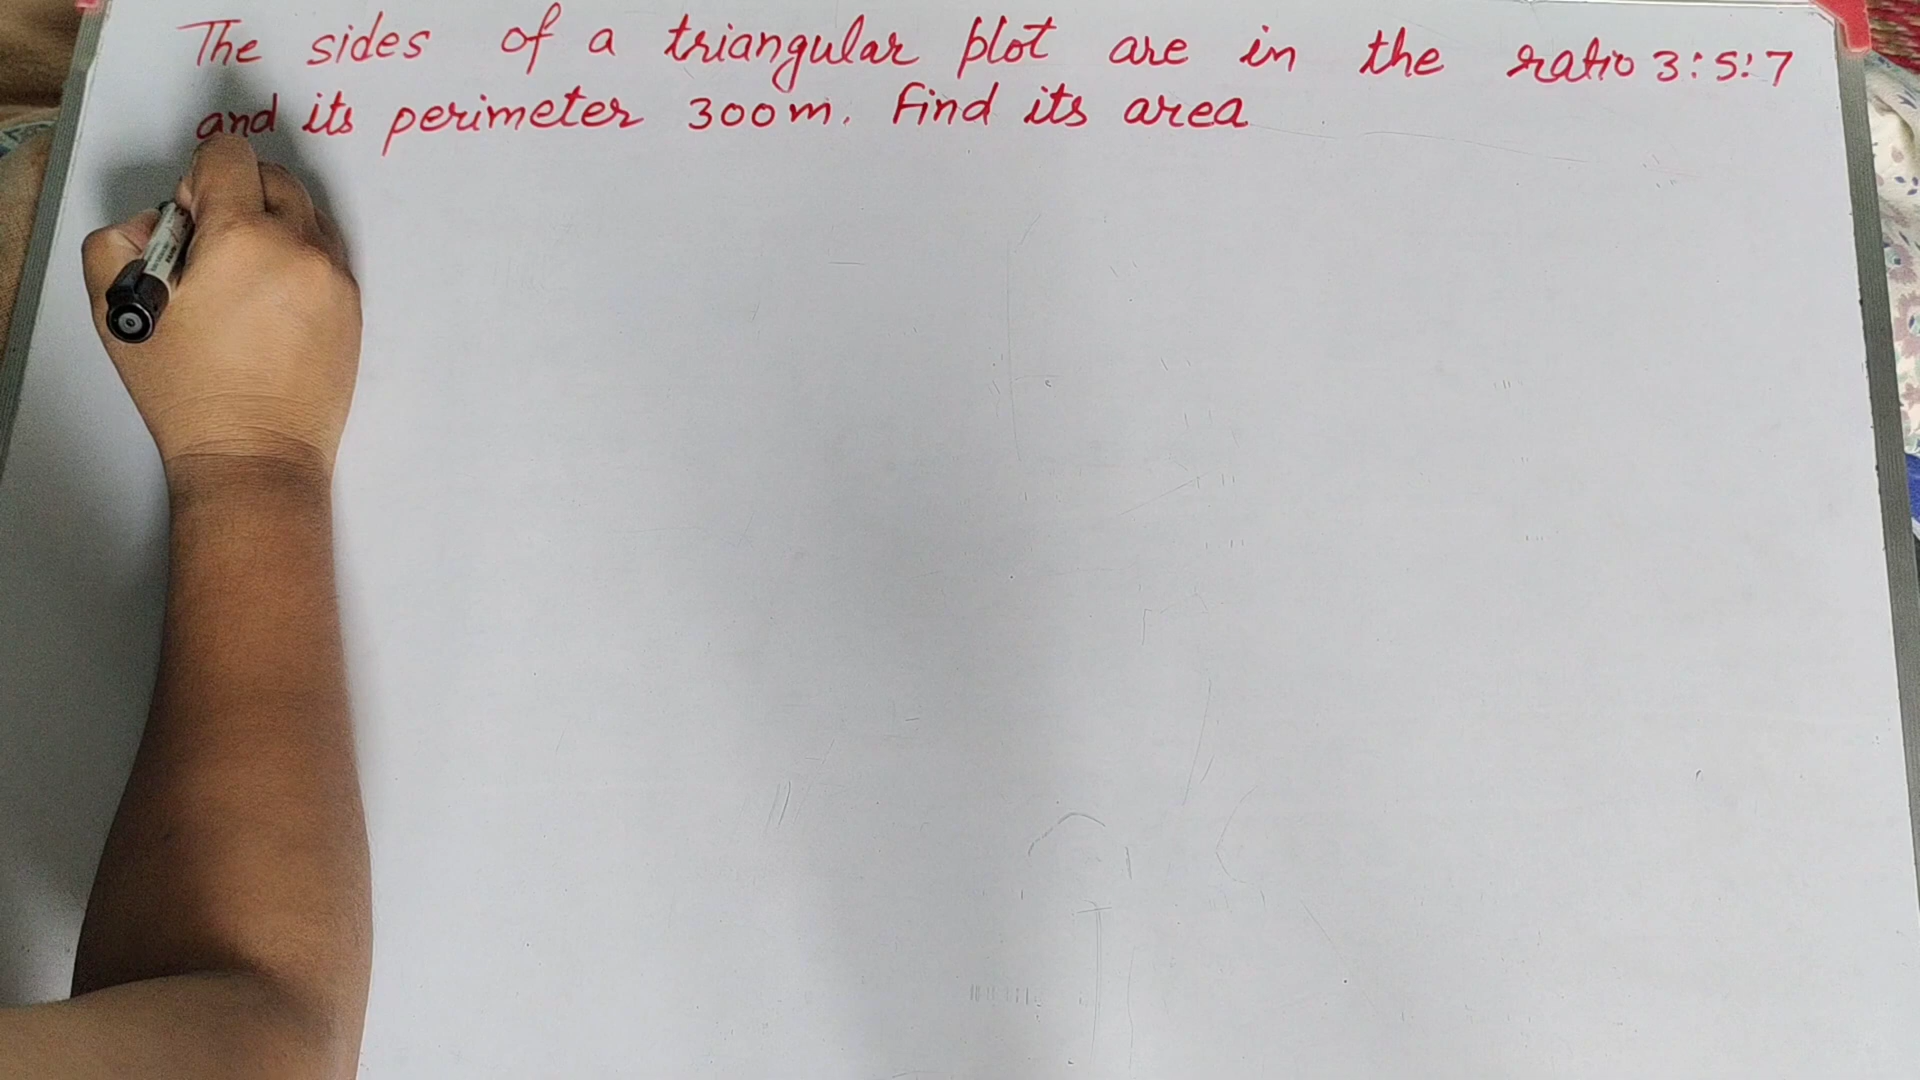 The sides of a triangular plot are in the ratio 3:5:7
and its perimeter 300m. Find its area